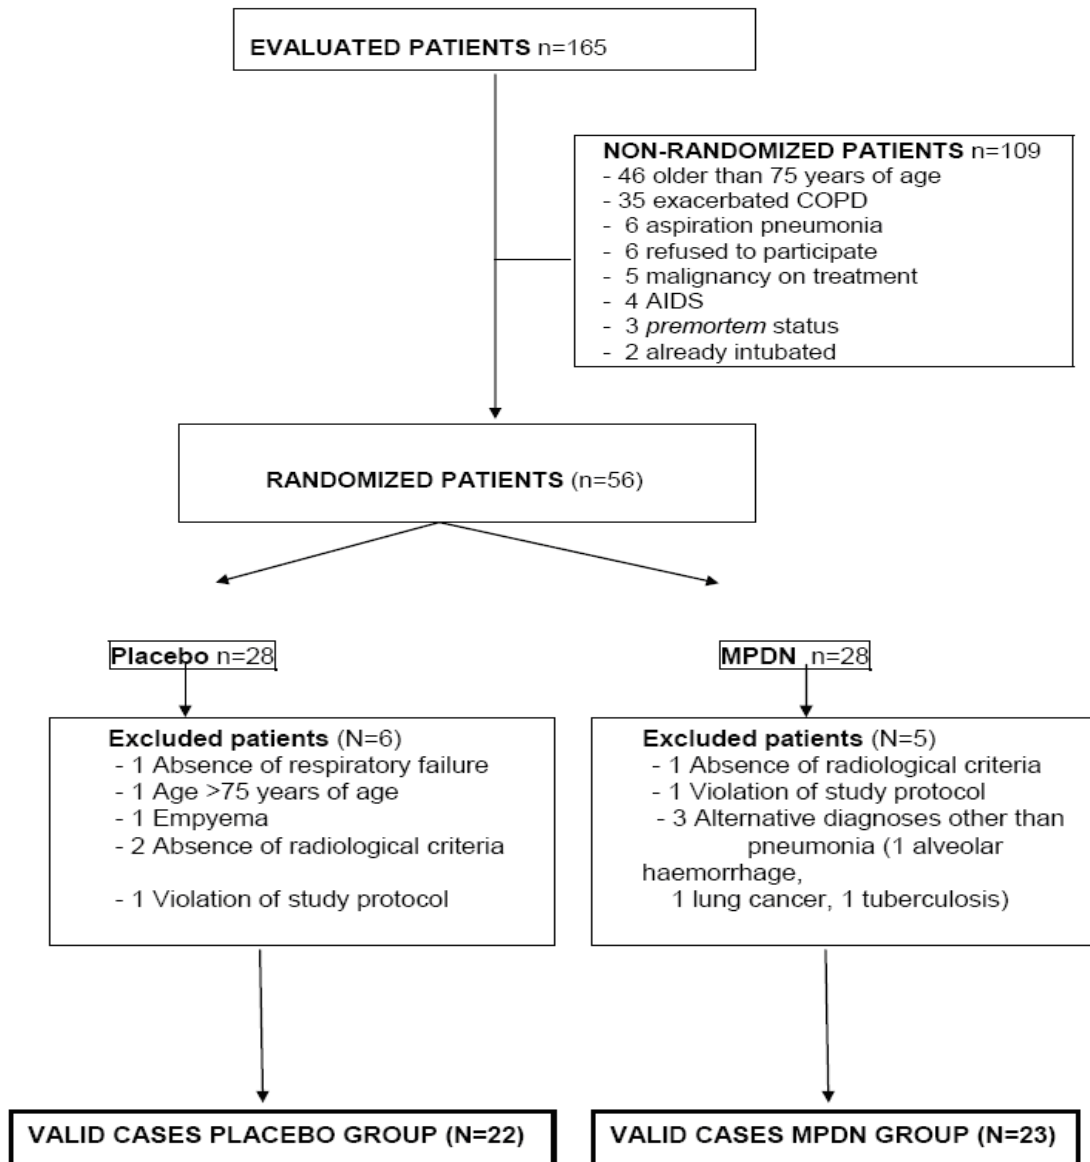 EVALUATED PATIENTS n=165
NON-RANDOMIZED PATIENTS n=109
- 46 older than 75 years of age
- 35 exacerbated COPD
- 6 aspiration pneumonia
- 6 refused to participate
- 5 malignancy on treatment
- 4 AIDS
- 3 premortem status
- 2 already intubated
RANDOMIZED PATIENTS (n=56)
Placebo n=28
MPDN n=28
Excluded patients (N=6)
- 1 Absence of respiratory failure
- 1 Age >75 years of age
- 1 Empyema
- 2 Absence of radiological criteria
- 1 Violation of study protocol
Excluded patients (N=5)
- 1 Absence of radiological criteria
- 1 Violation of study protocol
- 3 Alternative diagnoses other than
pneumonia (1 alveolar
haemorrhage,
1 lung cancer, 1 tuberculosis)
VALID CASES PLACEBO GROUP (N=22)
VALID CASES MPDN GROUP (N=23)